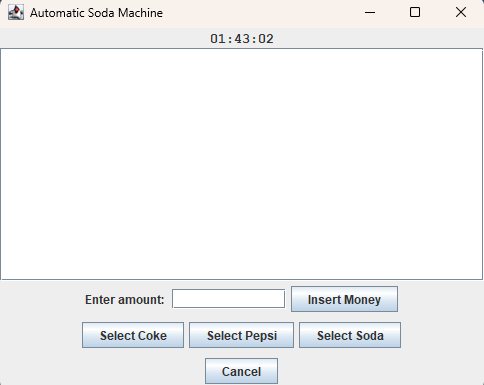 Automatic Soda Machine
01:43:02
Enter amount: Insert Money
Select Coke Select Pepsi Select Soda
Cancel